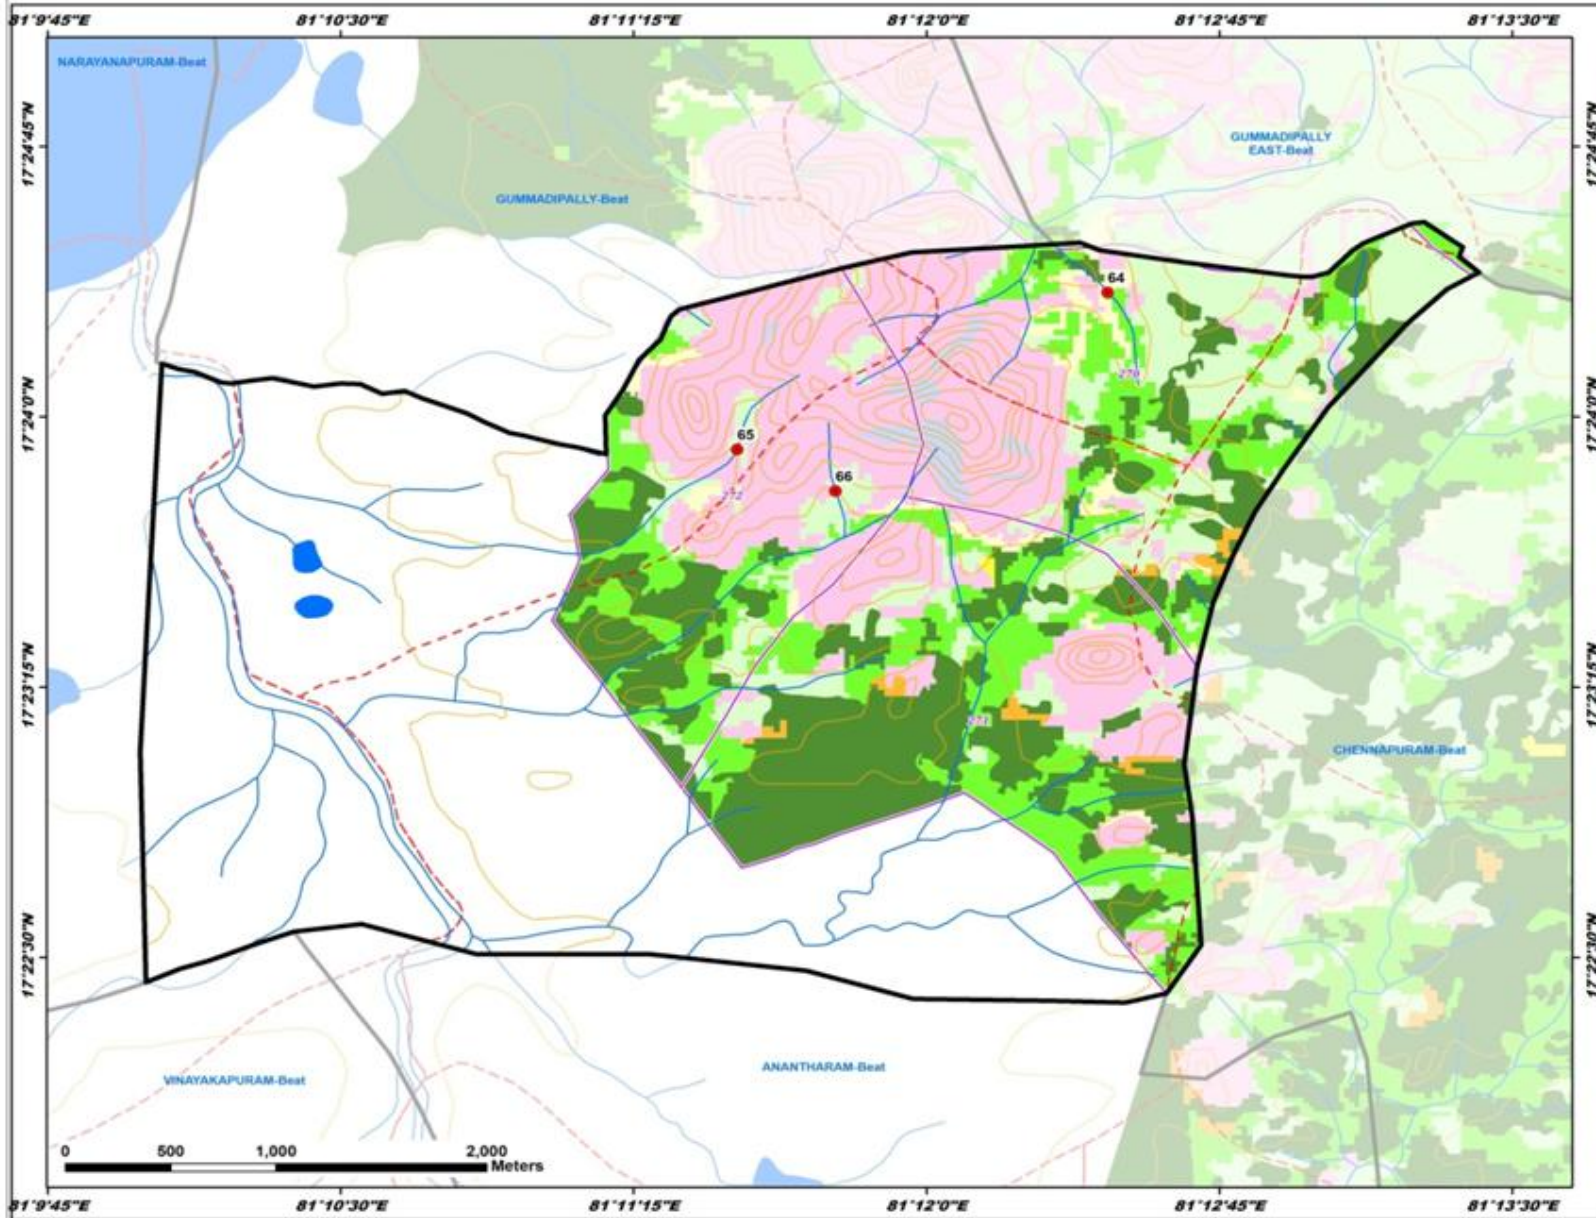 81°9'45"E 81°10'30"E 81°11'15"E 81°12'0"E 81°12'45"E 81°13'30"E
NARAYANAPURAM-Beat
17°24'45"N 17°24'45"N
GUMMADIPALLY
EAST-Beat
GUMMADIPALLY-Beat
64
270
17°24'0"N 17°24'0"N
65
66
272
17°23'15"N 17°23'15"N
271
CHENNAPURAM-Beat
17°22'30"N 17°22'30"N
ANANTHARAM-Beat
VINAYAKAPURAM-Beat
0 500 1,000 2,000
Meters
81°9'45"E 81°10'30"E 81°11'15"E 81°12'0"E 81°12'45"E 81°13'30"E